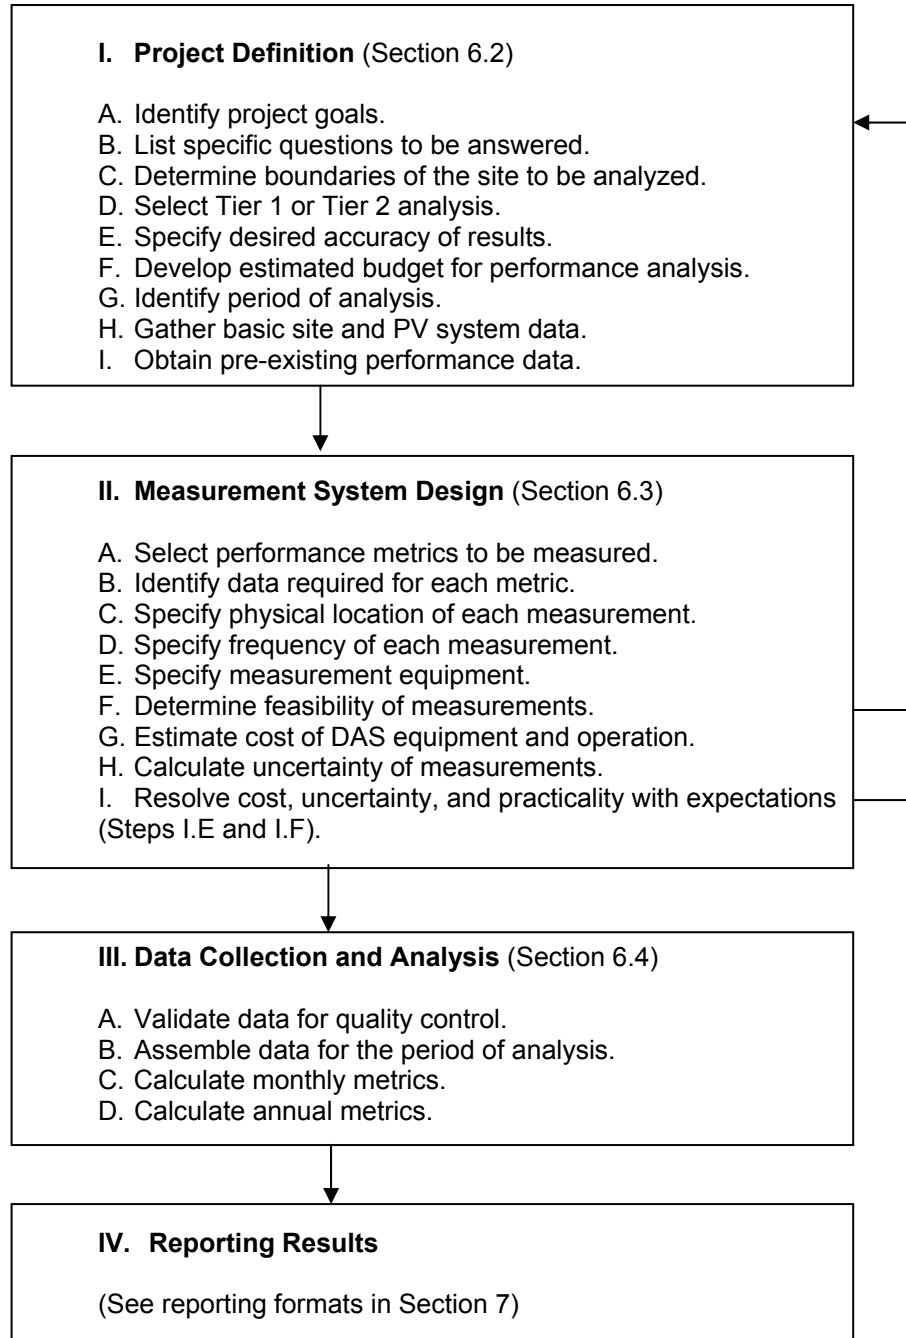 I. Project Definition (Section 6.2)
A. Identify project goals.
B. List specific questions to be answered.
C. Determine boundaries of the site to be analyzed.
D. Select Tier 1 or Tier 2 analysis.
E. Specify desired accuracy of results.
F. Develop estimated budget for performance analysis.
G. Identify period of analysis.
H. Gather basic site and PV system data.
I. Obtain pre-existing performance data.
II. Measurement System Design (Section 6.3)
A. Select performance metrics to be measured.
B. Identify data required for each metric.
C. Specify physical location of each measurement.
D. Specify frequency of each measurement.
E. Specify measurement equipment.
F. Determine feasibility of measurements.
G. Estimate cost of DAS equipment and operation.
H. Calculate uncertainty of measurements.
I. Resolve cost, uncertainty, and practicality with expectations
(Steps I.E and I.F).
III. Data Collection and Analysis (Section 6.4)
A. Validate data for quality control.
B. Assemble data for the period of analysis.
C. Calculate monthly metrics.
D. Calculate annual metrics.
IV. Reporting Results
(See reporting formats in Section 7)